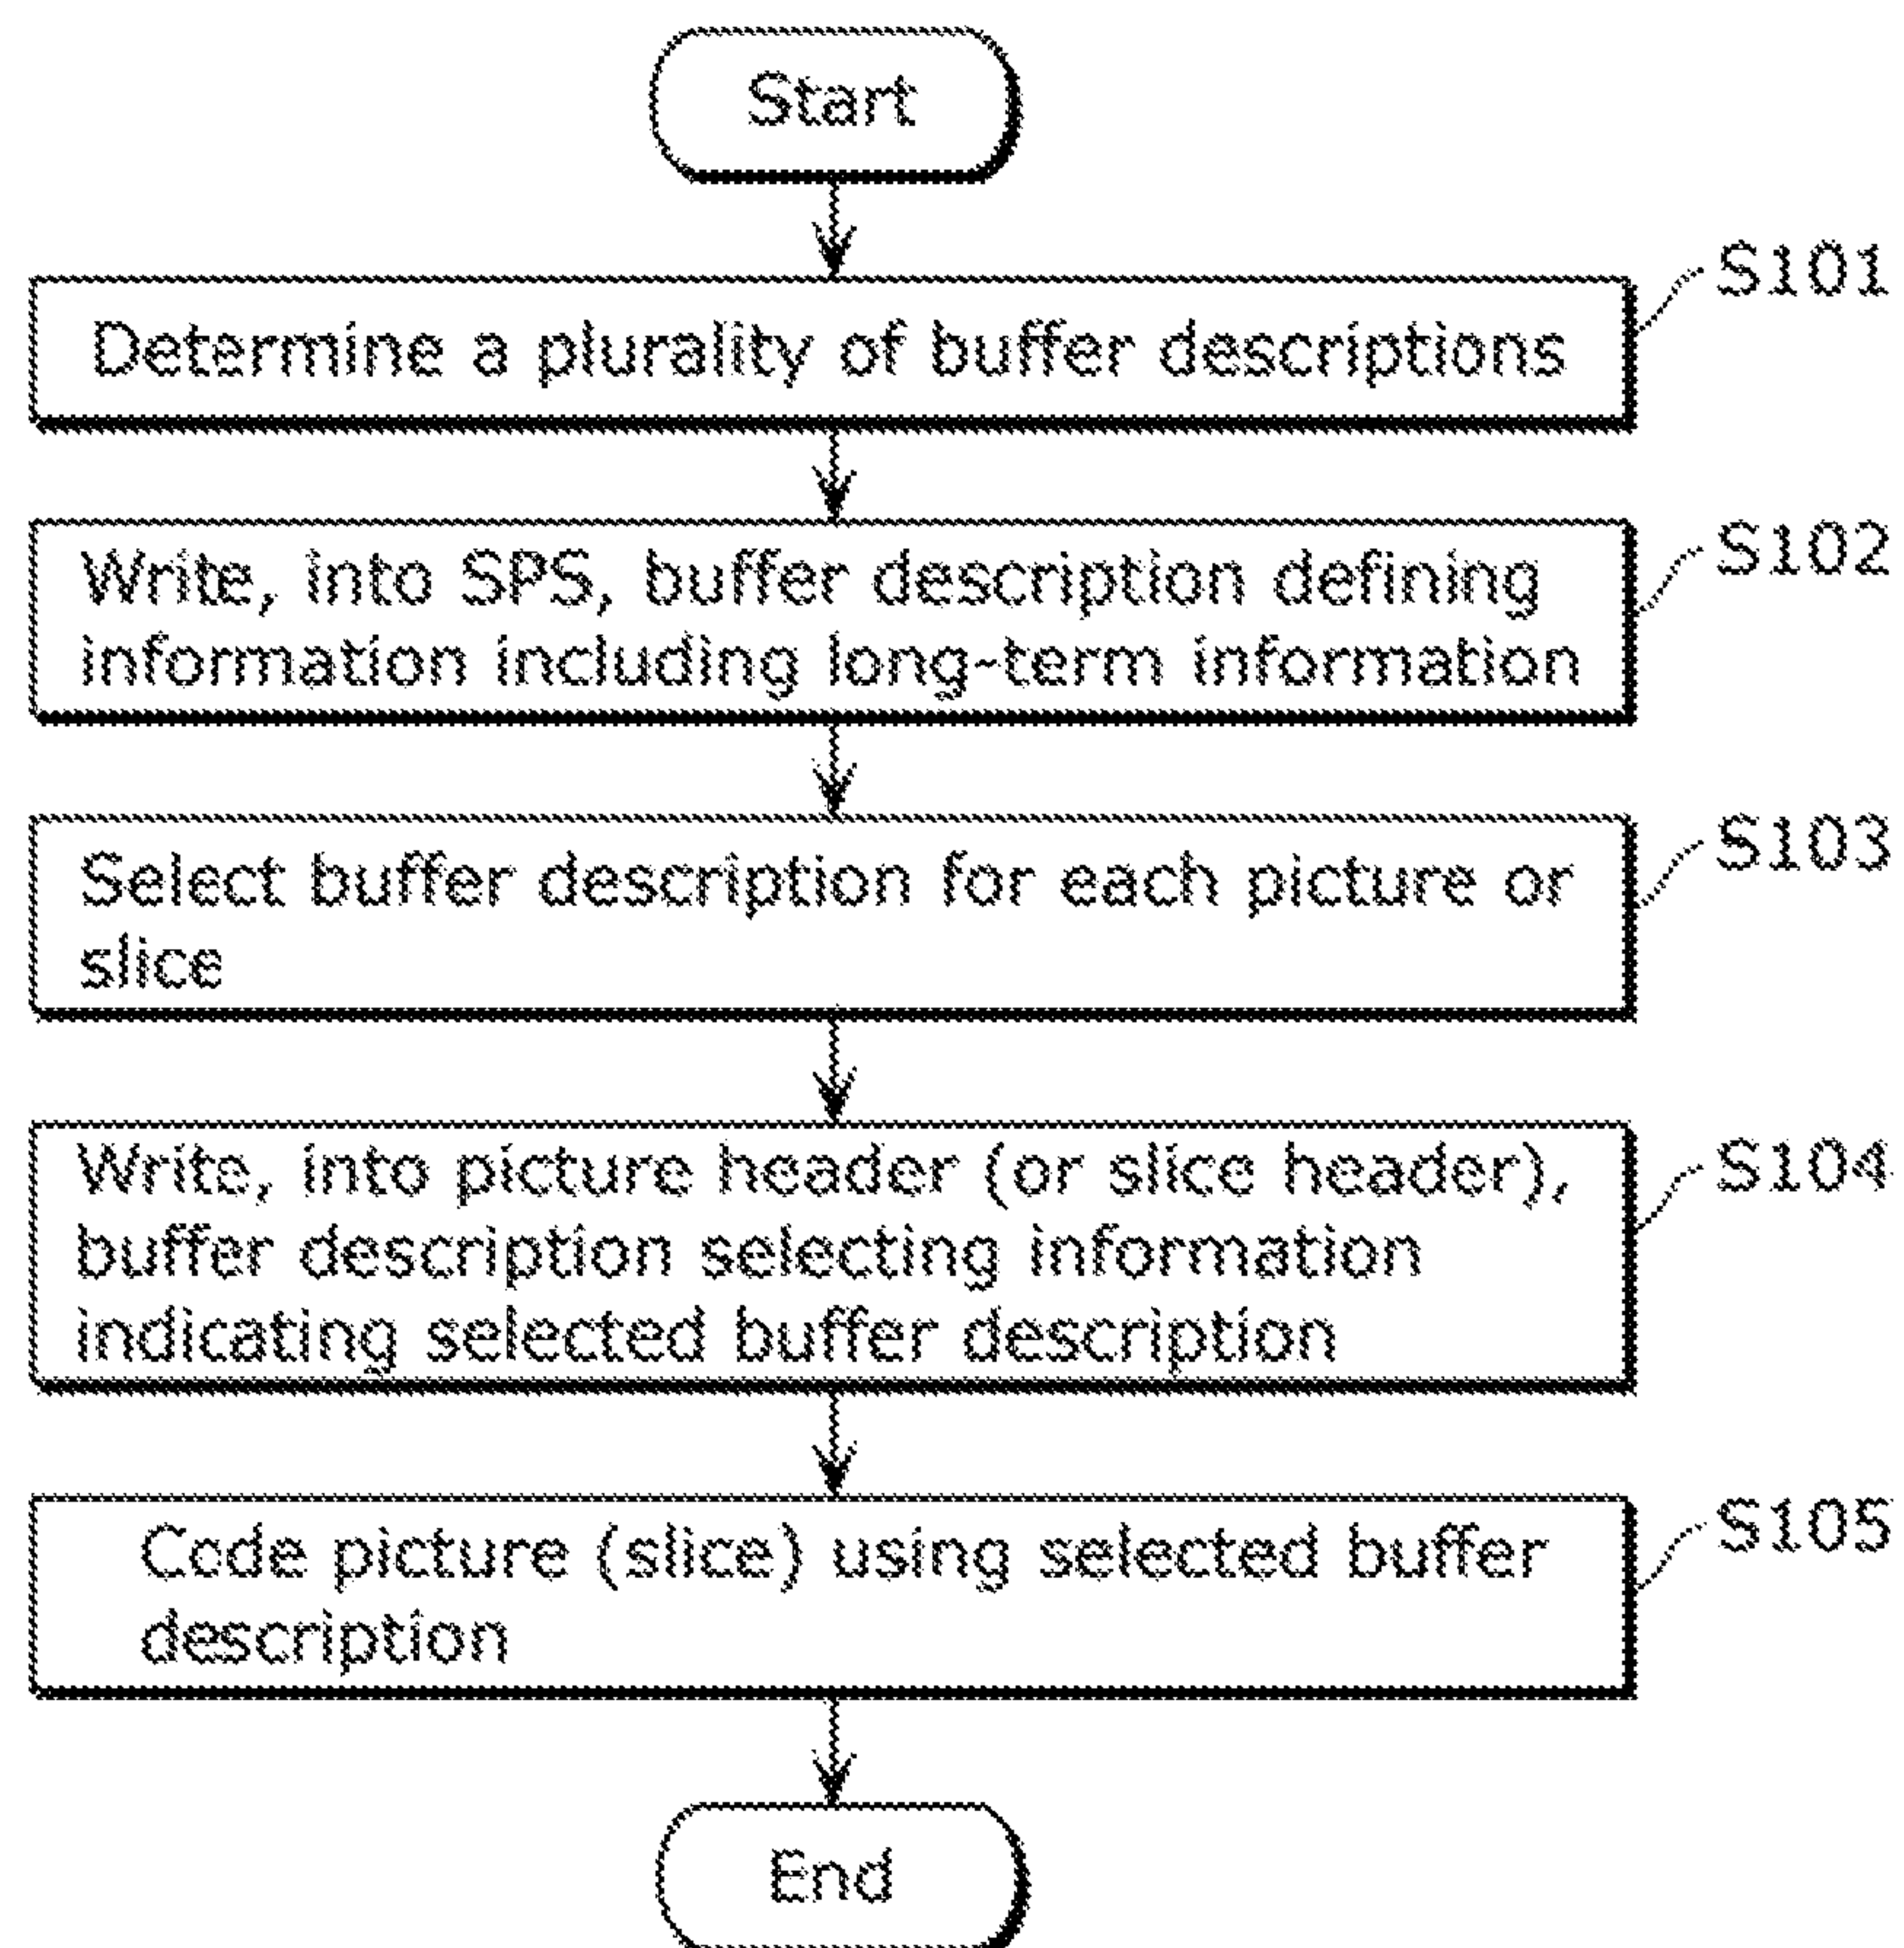 Start
S101
Determine a plurality of buffer descriptions
S102
Write, into SPS, buffer description defining
information including long-term information
S103
Select buffer description for each picture or
slice
S104
Write, into picture header (or slice header),
buffer description selecting information
indicating selected buffer description
S105
Code picture (slice) using selected buffer
description
End